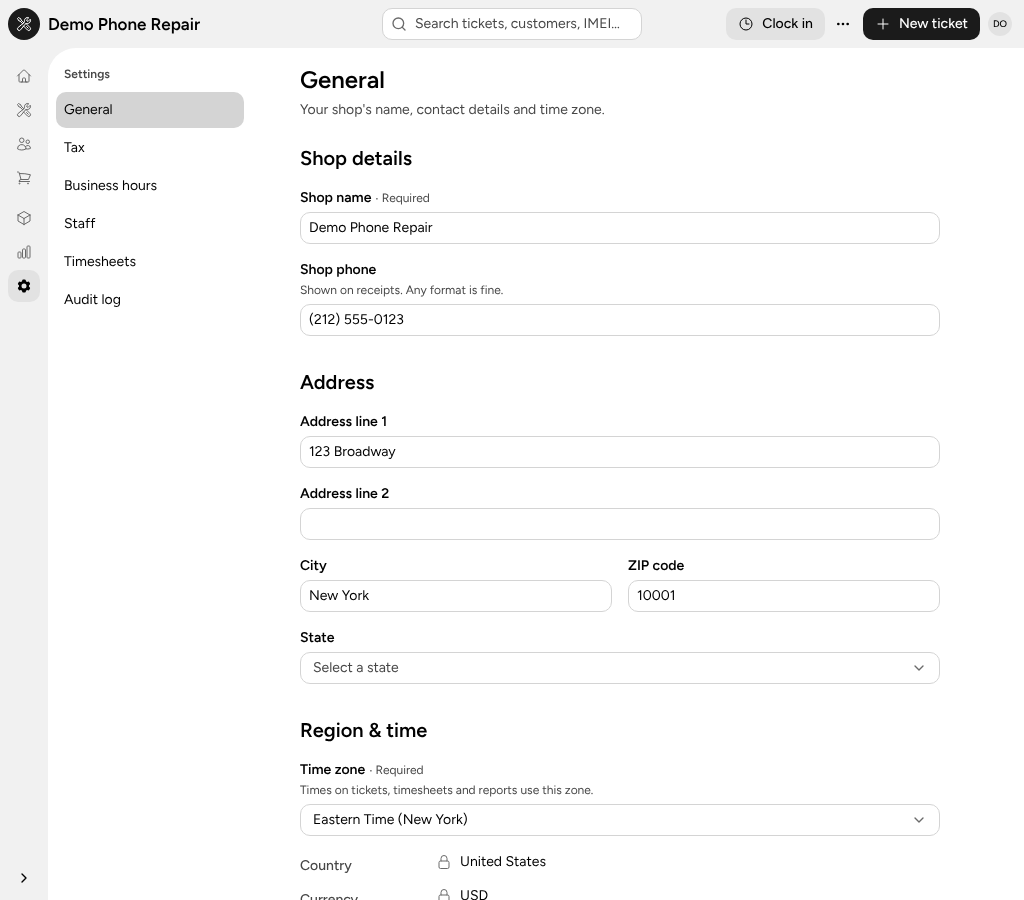 Demo Phone Repair
Search tickets, customers, IMEI...
Clock in
New ticket
DO
Settings
General
Tax
Business hours
Staff
Timesheets
Audit log
General
Your shop's name, contact details and time zone.
Shop details
Shop name · Required
Demo Phone Repair
Shop phone
Shown on receipts. Any format is fine.
(212) 555-0123
Address
Address line 1
123 Broadway
Address line 2
City
ZIP code
New York
10001
State
Select a state
Region & time
Time zone · Required
Times on tickets, timesheets and reports use this zone.
Eastern Time (New York)
Country
United States
Currency
USD